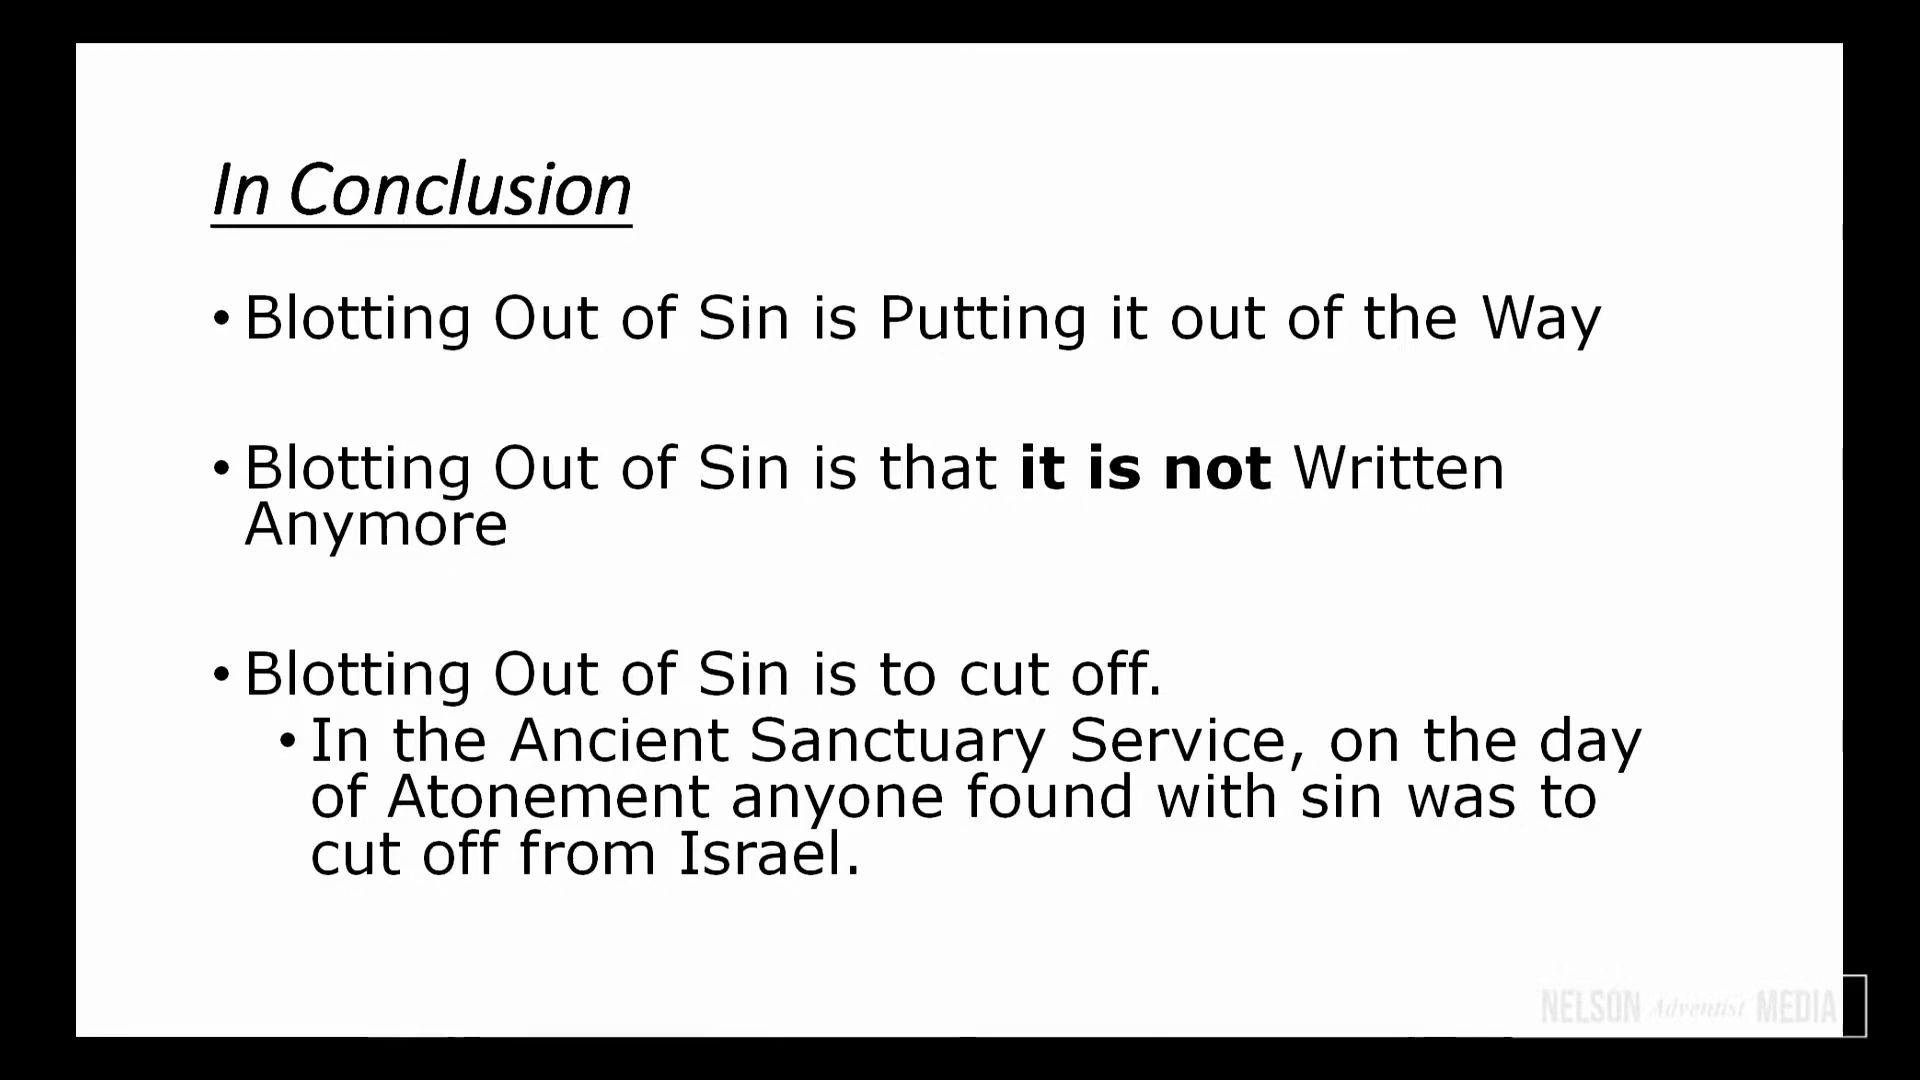 In Conclusion
• Blotting Out of Sin is Putting it out of the Way
• Blotting Out of Sin is that it is not Written
Anymore
• Blotting Out of Sin is to cut off.
• In the Ancient Sanctuary Service, on the day
of Atonement anyone found with sin was to
cut off from Israel.
NELSON Adventist MEDIA